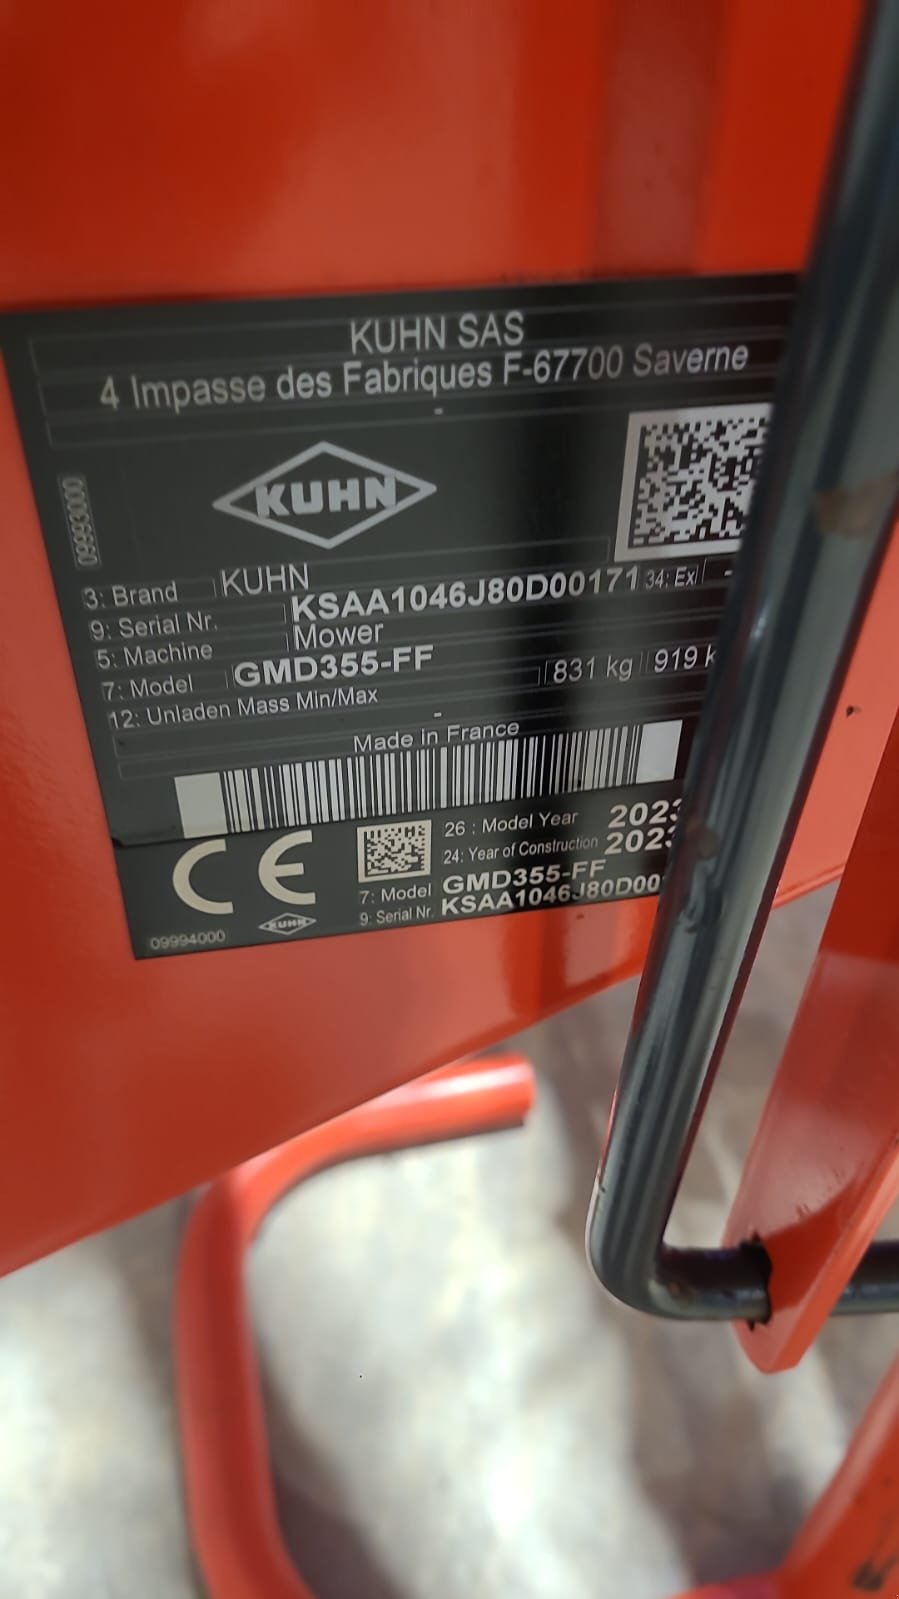 KUHN SAS
4 Impasse des Fabriques F-67700 Saverne
-
KUHN
09993000
3: Brand KUHN
9: Serial Nr. KSAA1046J80D00171 34: Ex -
5: Machine Mower
7: Model GMD355-FF
12: Unladen Mass Min/Max 831 kg 919 k
-
Made in France
CE
26 : Model Year 2023
24: Year of Construction 2023
7: Model GMD355-FF
9: Serial Nr. KSAA1046J80D00
KUHN
09994000